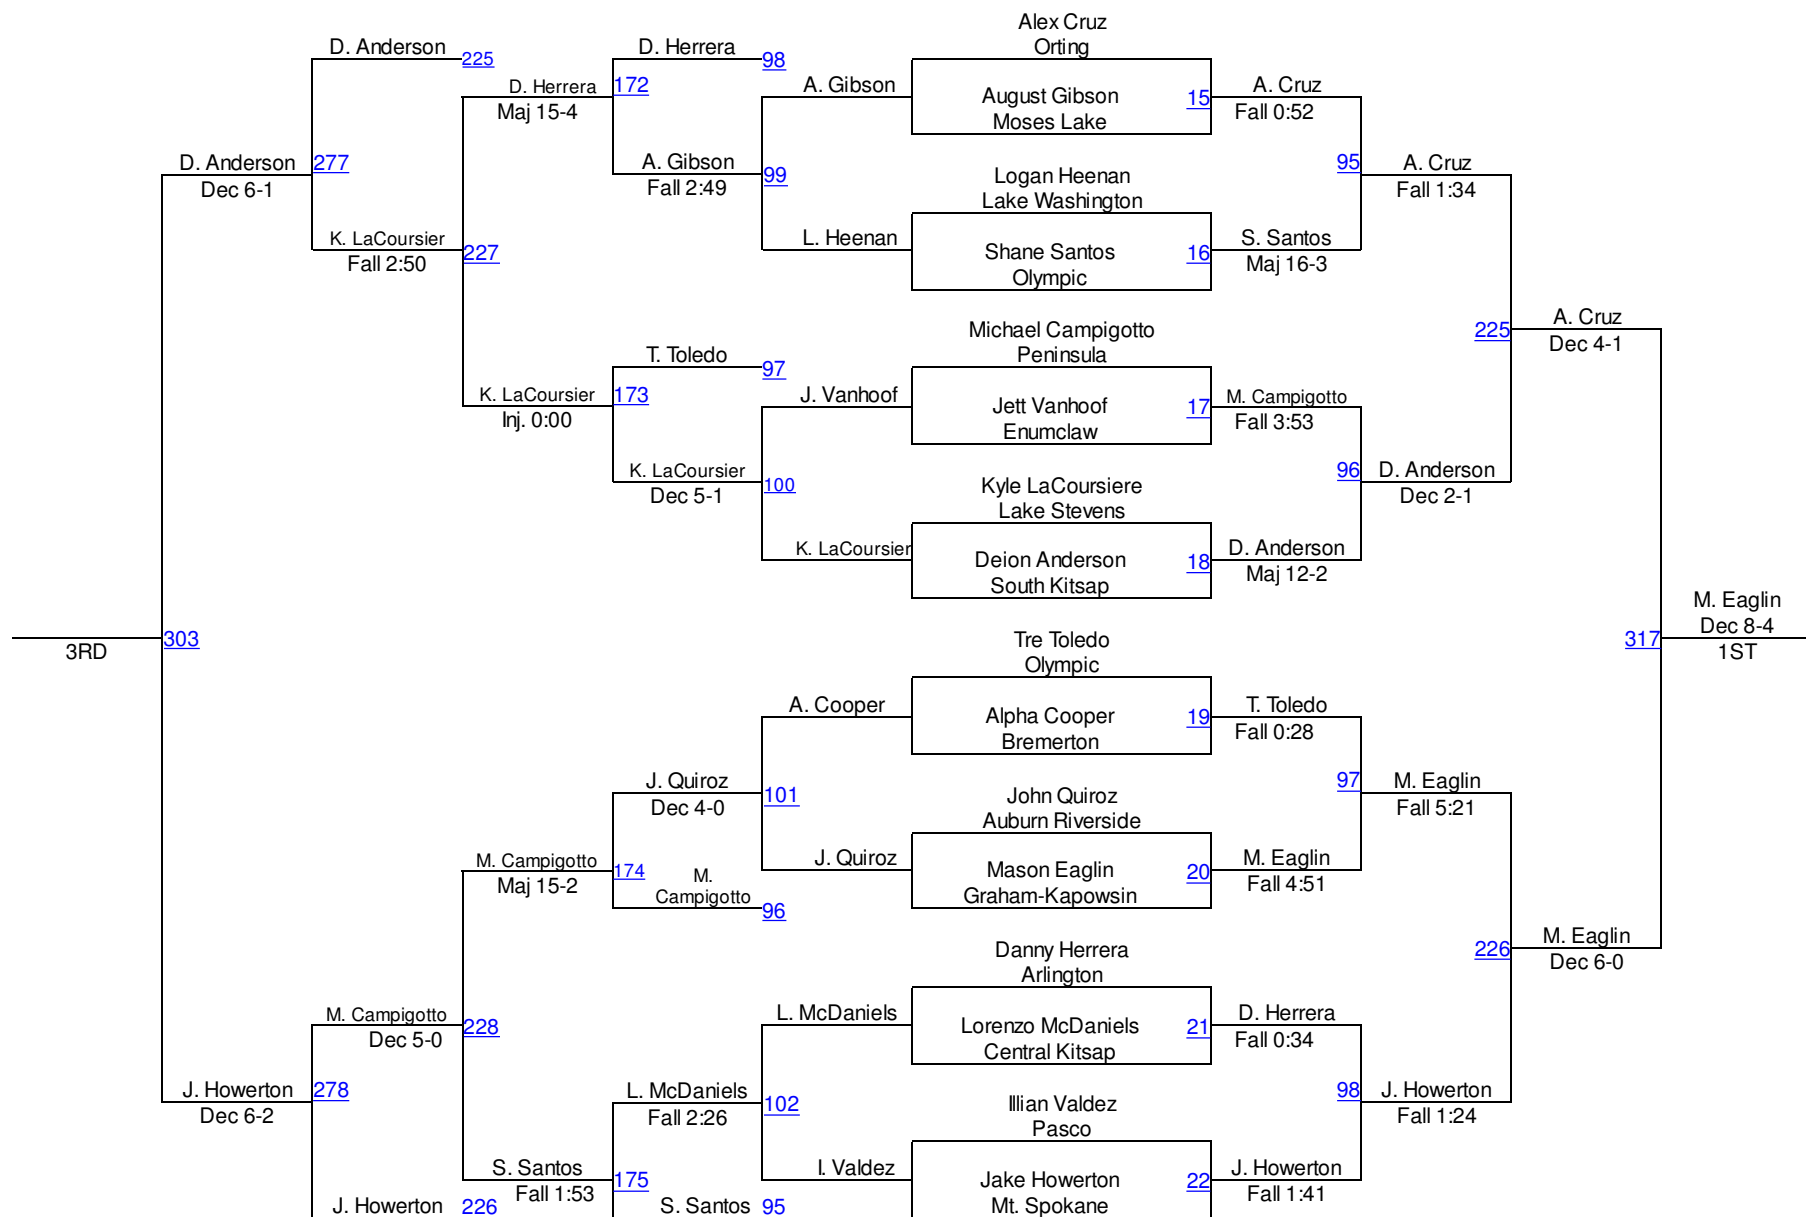 Alex Cruz
D. Anderson
D. Herrera
Orting
225
98
D. Herrera
172
A. Gibson
August Gibson
15
A. Cruz
Maj 15-4
Moses Lake
Fall 0:52
D. Anderson
277
A. Gibson
99
Logan Heenan
95
A. Cruz
Dec 6-1
Fall 2:49
Lake Washington
Fall 1:34
K. LaCoursier
227
L. Heenan
Shane Santos
16
S. Santos
Fall 2:50
Olympic
Maj 16-3
Michael Campigotto
225
A. Cruz
T. Toledo
97
Peninsula
Dec 4-1
K. LaCoursier
173
J. Vanhoof
Jett Vanhoof
17
M. Campigotto
Inj. 0:00
Enumclaw
Fall 3:53
K. LaCoursier
100
Kyle LaCoursiere
96
D. Anderson
Dec 5-1
Lake Stevens
Dec 2-1
K. LaCoursier
Deion Anderson
18
D. Anderson
South Kitsap
Maj 12-2
M. Eaglin
303
Tre Toledo
317
Dec 8-4
3RD
Olympic
1ST
A. Cooper
Alpha Cooper
19
T. Toledo
Bremerton
Fall 0:28
J. Quiroz
101
John Quiroz
97
M. Eaglin
Dec 4-0
Auburn Riverside
Fall 5:21
M. Campigotto
174
J. Quiroz
Mason Eaglin
20
M. Eaglin
Maj 15-2
M.
Campigotto
96
Graham-Kapowsin
Fall 4:51
Danny Herrera
226
M. Eaglin
Arlington
Dec 6-0
M. Campigotto
228
L. McDaniels
Lorenzo McDaniels
21
D. Herrera
Dec 5-0
Central Kitsap
Fall 0:34
J. Howerton
278
L. McDaniels
102
Illian Valdez
98
J. Howerton
Dec 6-2
Fall 2:26
Pasco
Fall 1:24
S. Santos
175
I. Valdez
Jake Howerton
22
J. Howerton
Fall 1:53
Mt. Spokane
Fall 1:41
J. Howerton
226
S. Santos
95